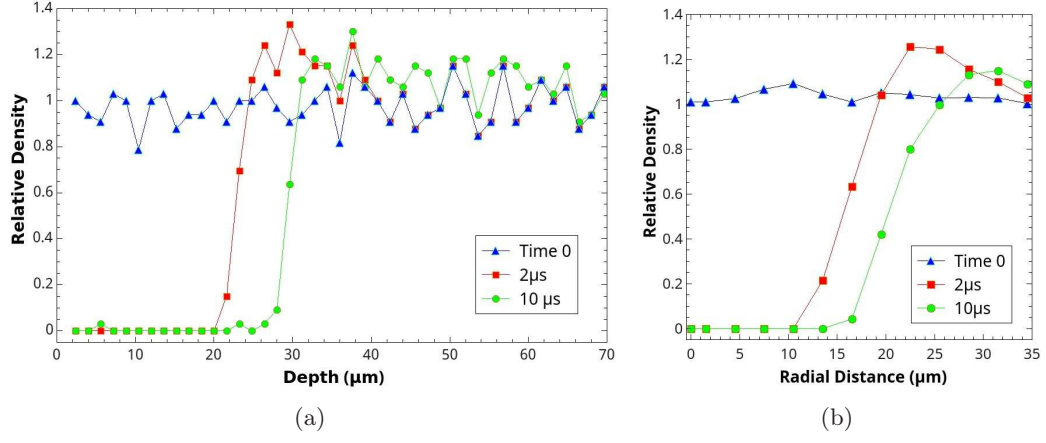 1.4
1.2
1
0.8
0.6
0.4
0.2
0
Relative Density
0 10 20 30 40 50 60 70
Depth (μm)
Time 0
2μs
10 μs
(a)
1.4
1.2
1
0.8
0.6
0.4
0.2
0
Relative Density
0 5 10 15 20 25 30 35
Radial Distance (μm)
Time 0
2μs
10μs
(b)